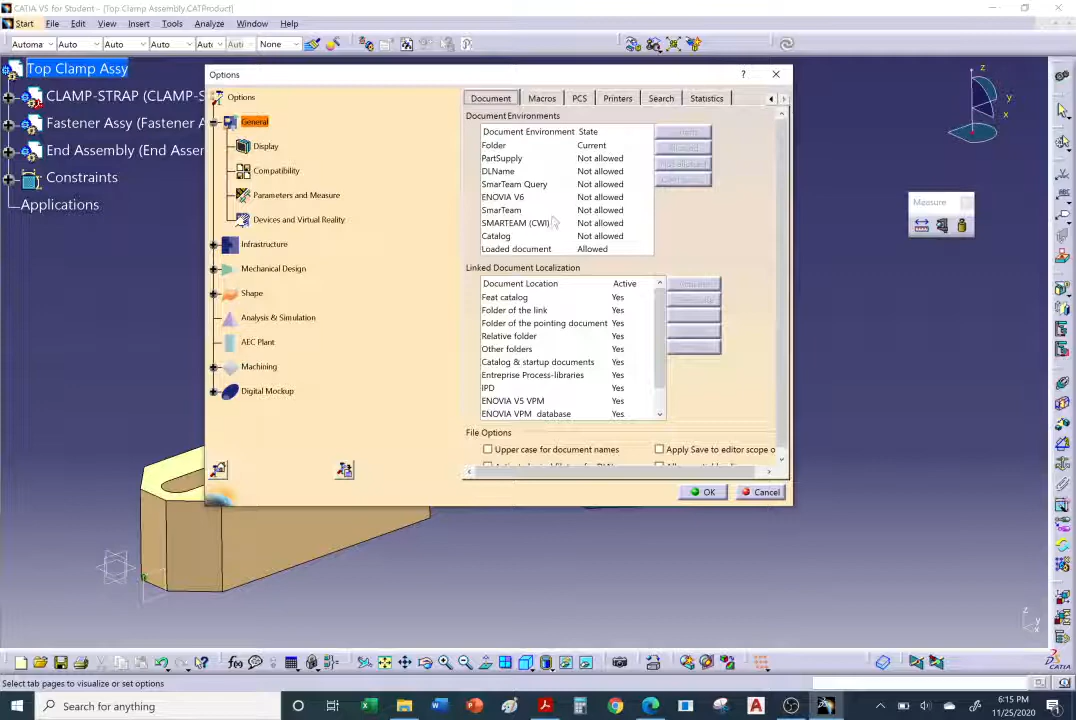 CATIA V5 for Student - [Top Clamp Assembly.CATProduct]
Start File Edit View Insert Tools Analyze Window Help
Automa Auto Auto Auto Aut Aut None
Top Clamp Assy
CLAMP-STRAP (CLAMP-S
Fastener Assy (Fastener A
End Assembly (End Asser
Constraints
Applications
Options
? 
Options
General
Display
Compatibility
Parameters and Measure
Devices and Virtual Reality
Infrastructure
Mechanical Design
Shape
Analysis & Simulation
AEC Plant
Machining
Digital Mockup
Document Macros PCS Printers Search Statistics
Document Environments
Document Environment State
Folder Current
PartSupply Not allowed
DLName Not allowed
SmarTeam Query Not allowed
ENOVIA V6 Not allowed
SmarTeam Not allowed
SMARTEAM (CWI) Not allowed
Catalog Not allowed
Loaded document Allowed
Linked Document Localization
Document Location Active
Feat catalog Yes
Folder of the link Yes
Folder of the pointing document Yes
Relative folder Yes
Other folders Yes
Catalog & startup documents Yes
Entreprise Process-libraries Yes
IPD Yes
ENOVIA V5 VPM Yes
ENOVIA VPM database Yes
File Options
Upper case for document names
Apply Save to editor scope o
OK Cancel
Measure
z
y
x
z
y
x
CATIA
Select tab pages to visualize or set options
Search for anything
6:15 PM
11/25/2020